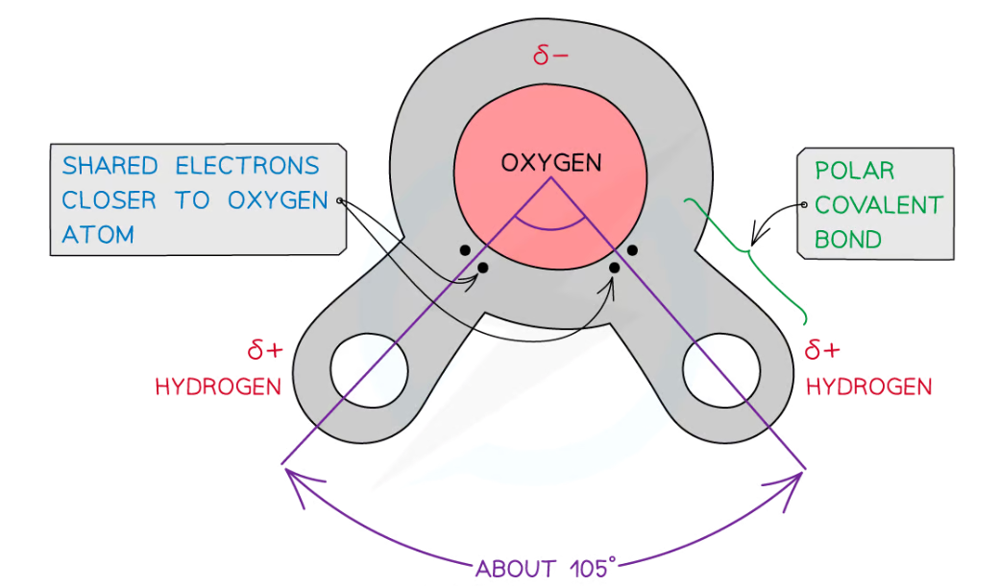 δ−
OXYGEN
SHARED ELECTRONS
CLOSER TO OXYGEN
ATOM
POLAR
COVALENT
BOND
δ+
HYDROGEN
δ+
HYDROGEN
ABOUT 105°